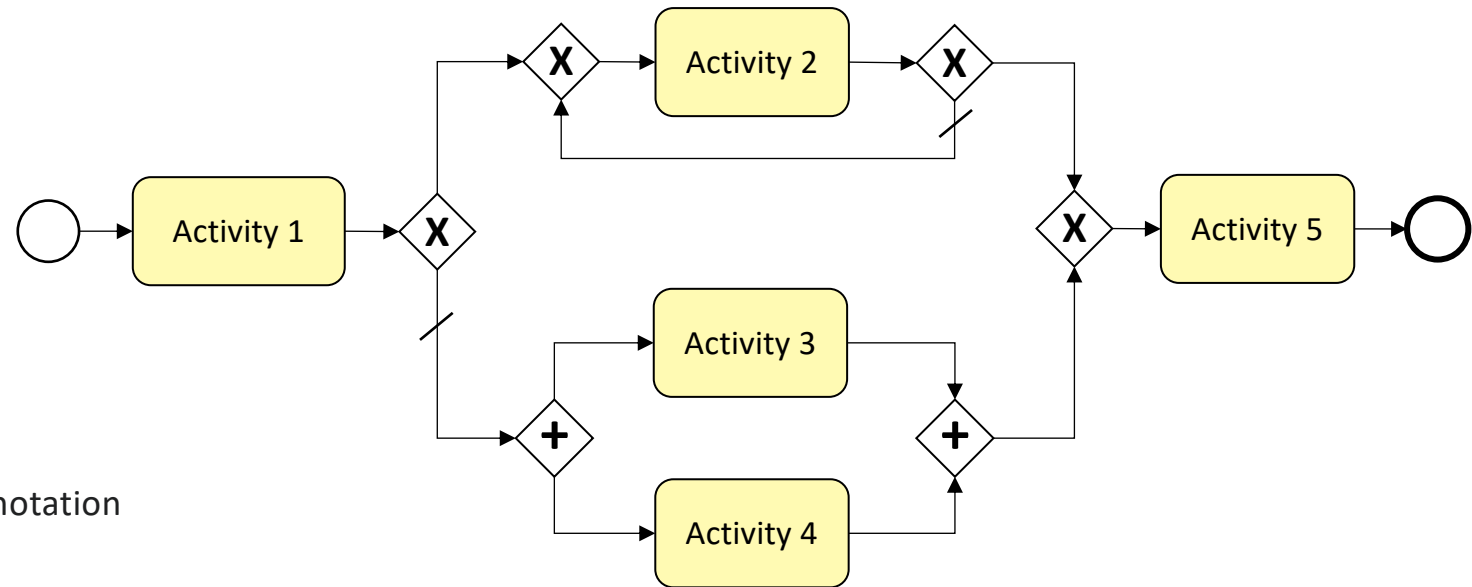 X
Activity 2
X
Activity 1
X
X
Activity 5
Activity 3
+
+
notation
Activity 4